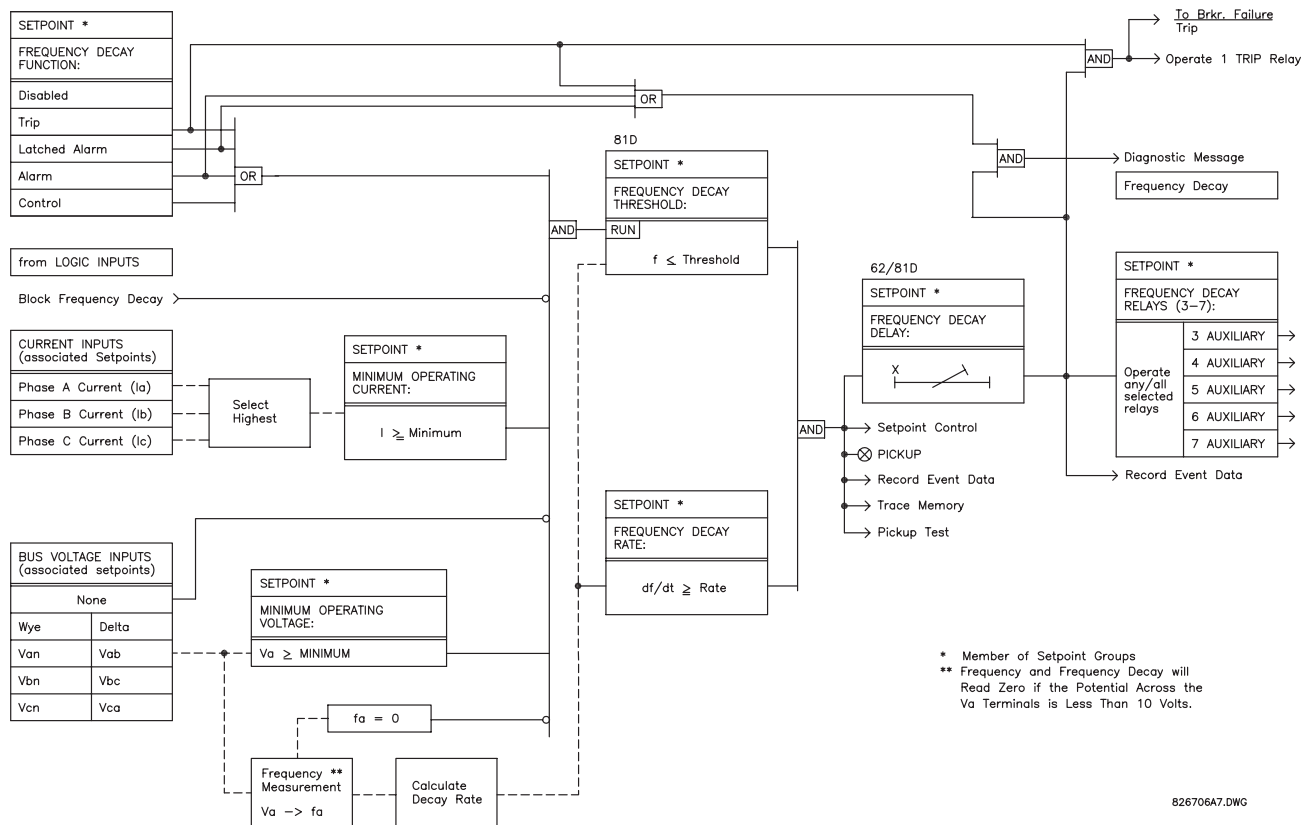 SETPOINT *
FREQUENCY DECAY
FUNCTION:
Disabled
Trip
Latched Alarm
Alarm
Control
OR
from LOGIC INPUTS
Block Frequency Decay
CURRENT INPUTS
(associated Setpoints)
Phase A Current (Ia)
Phase B Current (Ib)
Phase C Current (Ic)
Select
Highest
SETPOINT *
MINIMUM OPERATING
CURRENT:
I ≥ Minimum
BUS VOLTAGE INPUTS
(associated setpoints)
None
Wye Delta
Van Vab
Vbn Vbc
Vcn Vca
SETPOINT *
MINIMUM OPERATING
VOLTAGE:
Va ≥ MINIMUM
fa = 0
Frequency **
Measurement
Va –> fa
Calculate
Decay Rate
AND
OR
81D
SETPOINT *
FREQUENCY DECAY
THRESHOLD:
RUN
f ≤ Threshold
SETPOINT *
FREQUENCY DECAY
RATE:
df/dt ≥ Rate
AND
62/81D
SETPOINT *
FREQUENCY DECAY
DELAY:
X
Setpoint Control
PICKUP
Record Event Data
Trace Memory
Pickup Test
AND
To Brkr. Failure
Trip
Operate 1 TRIP Relay
AND
Diagnostic Message
Frequency Decay
SETPOINT *
FREQUENCY DECAY
RELAYS (3–7):
Operate
any/all
selected
relays
3 AUXILIARY
4 AUXILIARY
5 AUXILIARY
6 AUXILIARY
7 AUXILIARY
Record Event Data
* Member of Setpoint Groups
** Frequency and Frequency Decay will
Read Zero if the Potential Across the
Va Terminals is Less Than 10 Volts.
826706A7.DWG